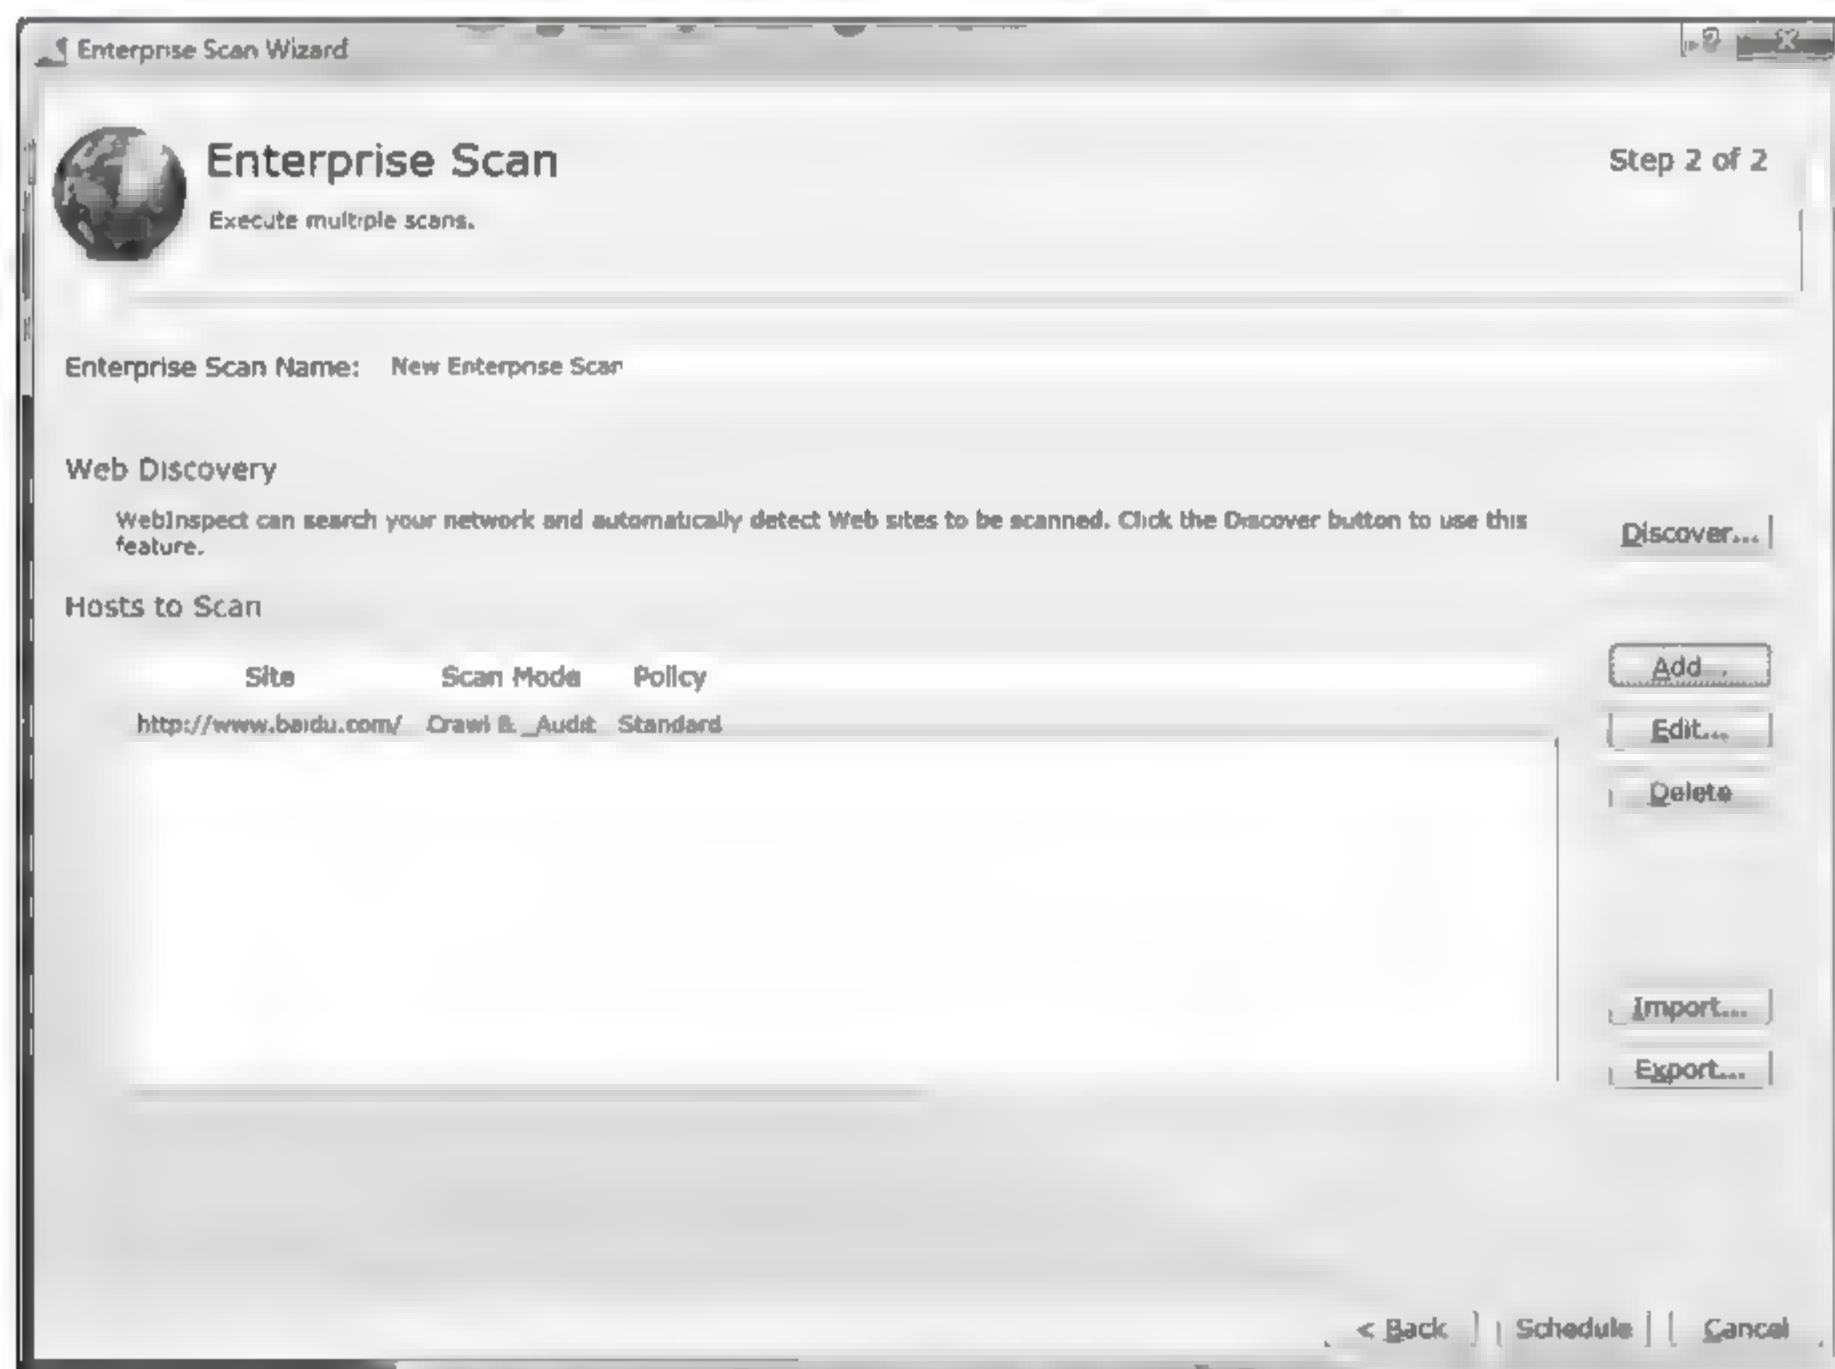 Enterprise Scan Wizard
Enterprise Scan
Step 2 of 2
Execute multiple scans.
Enterprise Scan Name: New Enterprise Scan
Web Discovery
WebInspect can search your network and automatically detect Web sites to be scanned. Click the Discover button to use this
feature.
Discover...
Hosts to Scan
Site Scan Mode Policy
Add...
http://www.baidu.com/ Crawl & _Audit Standard
Edit...
Delete
Import...
Export...
< Back Schedule Cancel